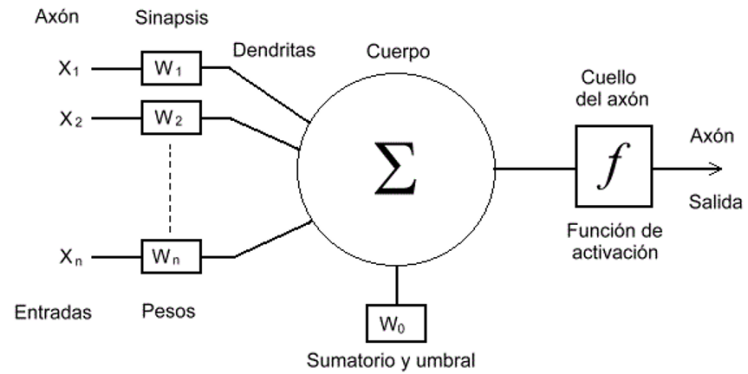 Axón
Sinapsis
Dendritas
Cuerpo
Cuello
del axón
X1
W1
X2
W2
Σ
f
Axón
Salida
Xn
Wn
Función de
activación
Entradas
Pesos
W0
Sumatorio y umbral